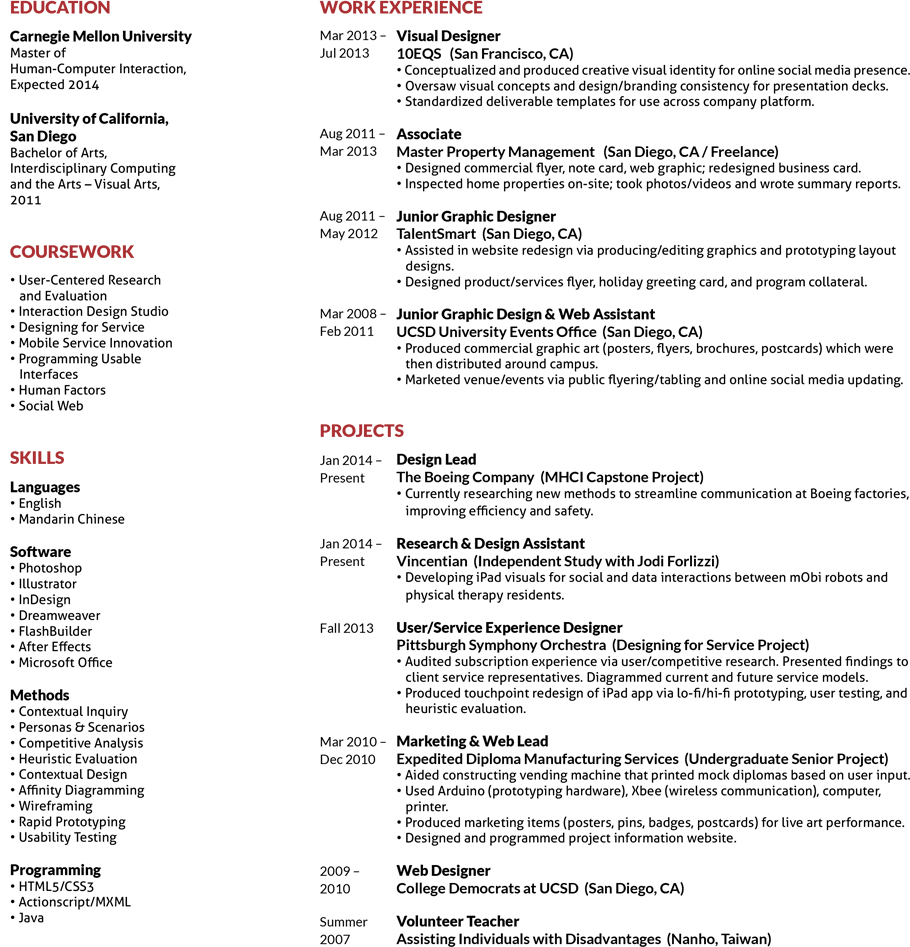 EDUCATION
Carnegie Mellon University
Master of
Human-Computer Interaction,
Expected 2014
University of California,
San Diego
Bachelor of Arts,
Interdisciplinary Computing
and the Arts – Visual Arts,
2011
COURSEWORK
• User-Centered Research
and Evaluation
• Interaction Design Studio
• Designing for Service
• Mobile Service Innovation
• Programming Usable
Interfaces
• Human Factors
• Social Web
SKILLS
Languages
• English
• Mandarin Chinese
Software
• Photoshop
• Illustrator
• InDesign
• Dreamweaver
• FlashBuilder
• After Effects
• Microsoft Office
Methods
• Contextual Inquiry
• Personas & Scenarios
• Competitive Analysis
• Heuristic Evaluation
• Contextual Design
• Affinity Diagramming
• Wireframing
• Rapid Prototyping
• Usability Testing
Programming
• HTML5/CSS3
• Actionscript/MXML
• Java
WORK EXPERIENCE
Mar 2013 – Visual Designer
Jul 2013 10EQS (San Francisco, CA)
• Conceptualized and produced creative visual identity for online social media presence.
• Oversaw visual concepts and design/branding consistency for presentation decks.
• Standardized deliverable templates for use across company platform.
Aug 2011 – Associate
Mar 2013 Master Property Management (San Diego, CA / Freelance)
• Designed commercial flyer, note card, web graphic; redesigned business card.
• Inspected home properties on-site; took photos/videos and wrote summary reports.
Aug 2011 – Junior Graphic Designer
May 2012 TalentSmart (San Diego, CA)
• Assisted in website redesign via producing/editing graphics and prototyping layout
designs.
• Designed product/services flyer, holiday greeting card, and program collateral.
Mar 2008 – Junior Graphic Design & Web Assistant
Feb 2011 UCSD University Events Office (San Diego, CA)
• Produced commercial graphic art (posters, flyers, brochures, postcards) which were
then distributed around campus.
• Marketed venue/events via public flyering/tabling and online social media updating.
PROJECTS
Jan 2014 – Design Lead
Present The Boeing Company (MHCI Capstone Project)
• Currently researching new methods to streamline communication at Boeing factories,
improving efficiency and safety.
Jan 2014 – Research & Design Assistant
Present Vincentian (Independent Study with Jodi Forlizzi)
• Developing iPad visuals for social and data interactions between mObi robots and
physical therapy residents.
Fall 2013 User/Service Experience Designer
Pittsburgh Symphony Orchestra (Designing for Service Project)
• Audited subscription experience via user/competitive research. Presented findings to
client service representatives. Diagrammed current and future service models.
• Produced touchpoint redesign of iPad app via lo-fi/hi-fi prototyping, user testing, and
heuristic evaluation.
Mar 2010 – Marketing & Web Lead
Dec 2010 Expedited Diploma Manufacturing Services (Undergraduate Senior Project)
• Aided constructing vending machine that printed mock diplomas based on user input.
• Used Arduino (prototyping hardware), Xbee (wireless communication), computer,
printer.
• Produced marketing items (posters, pins, badges, postcards) for live art performance.
• Designed and programmed project information website.
2009 – Web Designer
2010 College Democrats at UCSD (San Diego, CA)
Summer Volunteer Teacher
2007 Assisting Individuals with Disadvantages (Nanho, Taiwan)